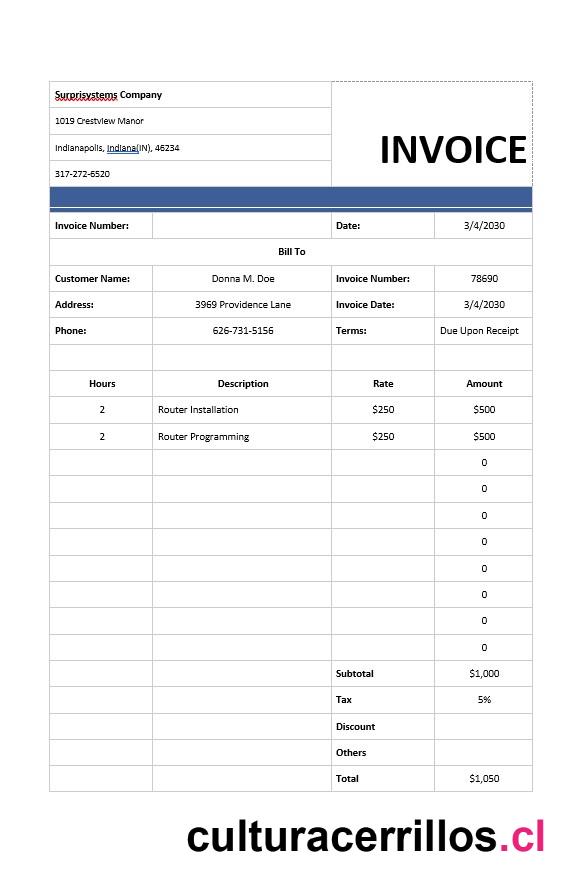 Surprisystems Company
1019 Crestview Manor
INVOICE
Indianapolis, Indiana(IN), 46234
317-272-6520
Invoice Number: Date: 3/4/2030
Bill To
Customer Name: Donna M. Doe Invoice Number: 78690
Address: 3969 Providence Lane Invoice Date: 3/4/2030
Phone: 626-731-5156 Terms: Due Upon Receipt
Hours Description Rate Amount
2 Router Installation $250 $500
2 Router Programming $250 $500
0
0
0
0
0
0
0
0
Subtotal $1,000
Tax 5%
Discount
Others
Total $1,050
culturacerrillos.cl